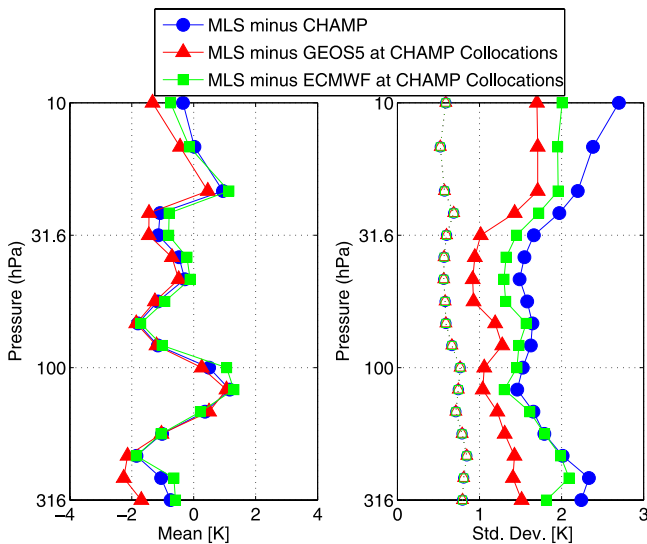 MLS minus CHAMP
MLS minus GEOS5 at CHAMP Collocations
MLS minus ECMWF at CHAMP Collocations
Pressure (hPa)
10
31.6
100
316
−4
−2
0
2
4
Mean [K]
Pressure (hPa)
10
31.6
100
316
0
1
2
3
Std. Dev. [K]